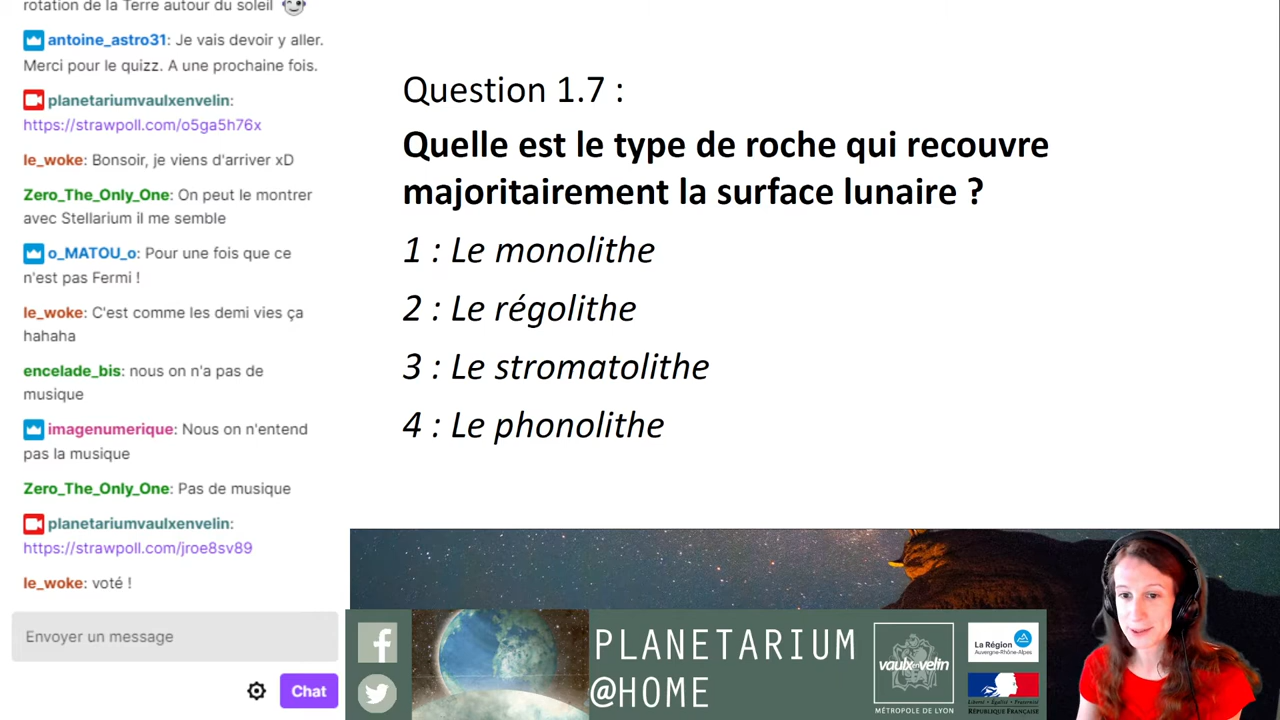 rotation de la Terre autour du soleil
antoine_astro31: Je vais devoir y aller.
Merci pour le quizz. A une prochaine fois.
planetariumvaulxenvelin:
https://strawpoll.com/o5ga5h76x
le_woke: Bonsoir, je viens d'arriver xD
Zero_The_Only_One: On peut le montrer
avec Stellarium il me semble
o_MATOU_o: Pour une fois que ce
n'est pas Fermi !
le_woke: C'est comme les demi vies ça
hahaha
encelade_bis: nous on n'a pas de
musique
imagenumerique: Nous on n'entend
pas la musique
Zero_The_Only_One: Pas de musique
planetariumvaulxenvelin:
https://strawpoll.com/jroe8sv89
le_woke: voté !
Envoyer un message
Chat
Question 1.7 :
Quelle est le type de roche qui recouvre
majoritairement la surface lunaire ?
1 : Le monolithe
2 : Le régolithe
3 : Le stromatolithe
4 : Le phonolithe
PLANETARIUM
@HOME
vaulx-en-velin
MÉTROPOLE DE LYON
La Région
Auvergne-Rhône-Alpes
Liberté • Égalité • Fraternité
RÉPUBLIQUE FRANÇAISE